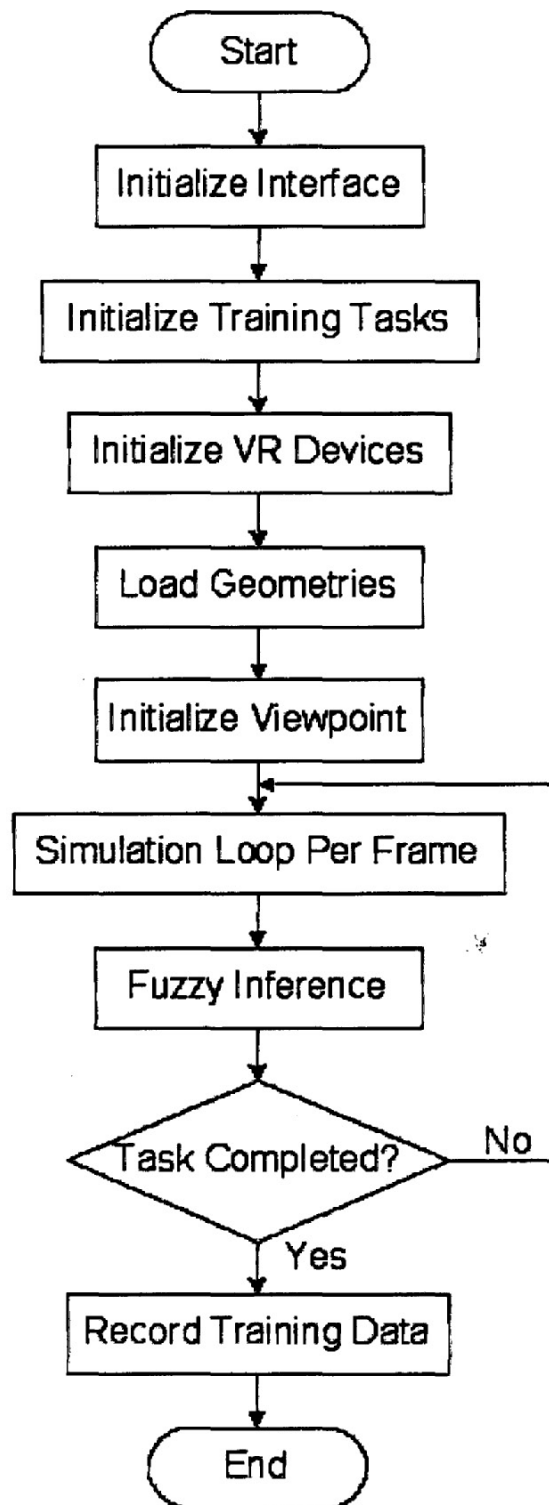 Start
Initialize Interface
Initialize Training Tasks
Initialize VR Devices
Load Geometries
Initialize Viewpoint
Simulation Loop Per Frame
Fuzzy Inference
Task Completed?
No
Yes
Record Training Data
End